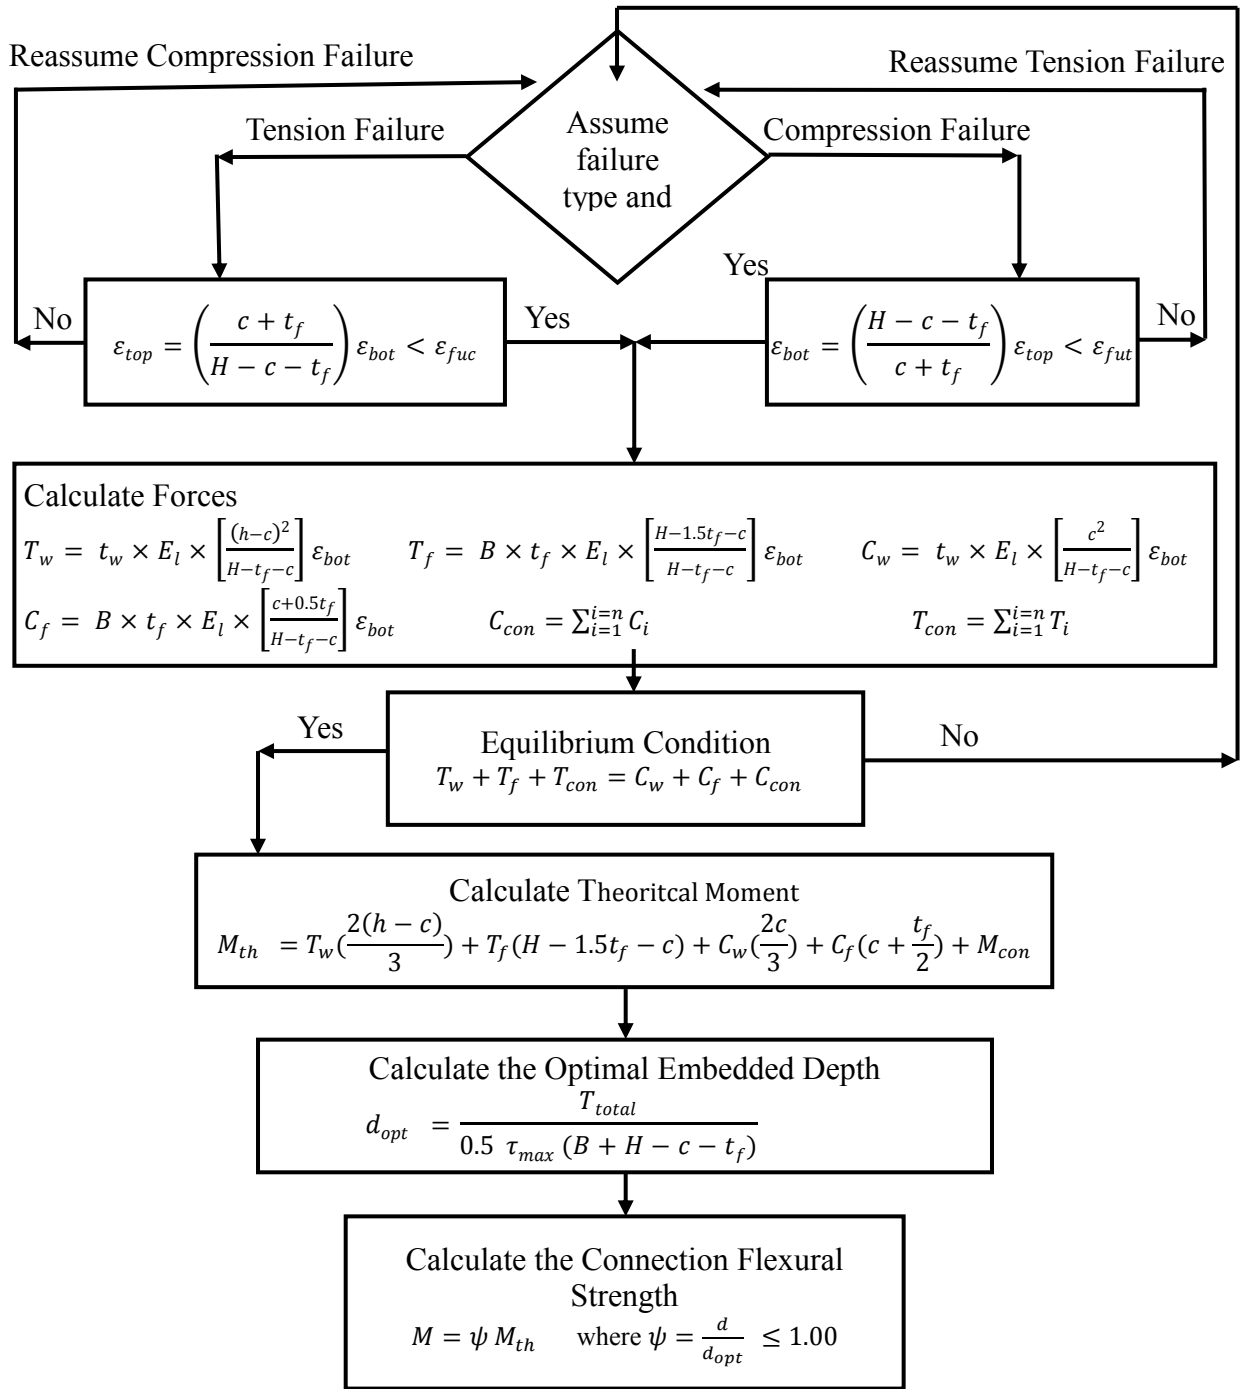 Reassume Compression Failure
Reassume Tension Failure
Tension Failure
Compression Failure
Assume
failure
type and
Yes
No
ε_top = ((c + t_f)/(H − c − t_f)) ε_bot < ε_fuc
Yes
ε_bot = ((H − c − t_f)/(c + t_f)) ε_top < ε_fut
No
Calculate Forces
T_w = t_w × E_l × [(h−c)²/(H−t_f−c)] ε_bot
T_f = B × t_f × E_l × [(H−1.5t_f−c)/(H−t_f−c)] ε_bot
C_w = t_w × E_l × [c²/(H−t_f−c)] ε_bot
C_f = B × t_f × E_l × [(c+0.5t_f)/(H−t_f−c)] ε_bot
C_con = ∑_{i=1}^{i=n} C_i
T_con = ∑_{i=1}^{i=n} T_i
Yes
No
Equilibrium Condition
T_w + T_f + T_con = C_w + C_f + C_con
Calculate Theoritcal Moment
M_th = T_w(2(h − c)/3) + T_f(H − 1.5t_f − c) + C_w(2c/3) + C_f(c + t_f/2) + M_con
Calculate the Optimal Embedded Depth
d_opt = T_total/(0.5 τ_max (B + H − c − t_f))
Calculate the Connection Flexural
Strength
M = ψ M_th where ψ = d/d_opt ≤ 1.00